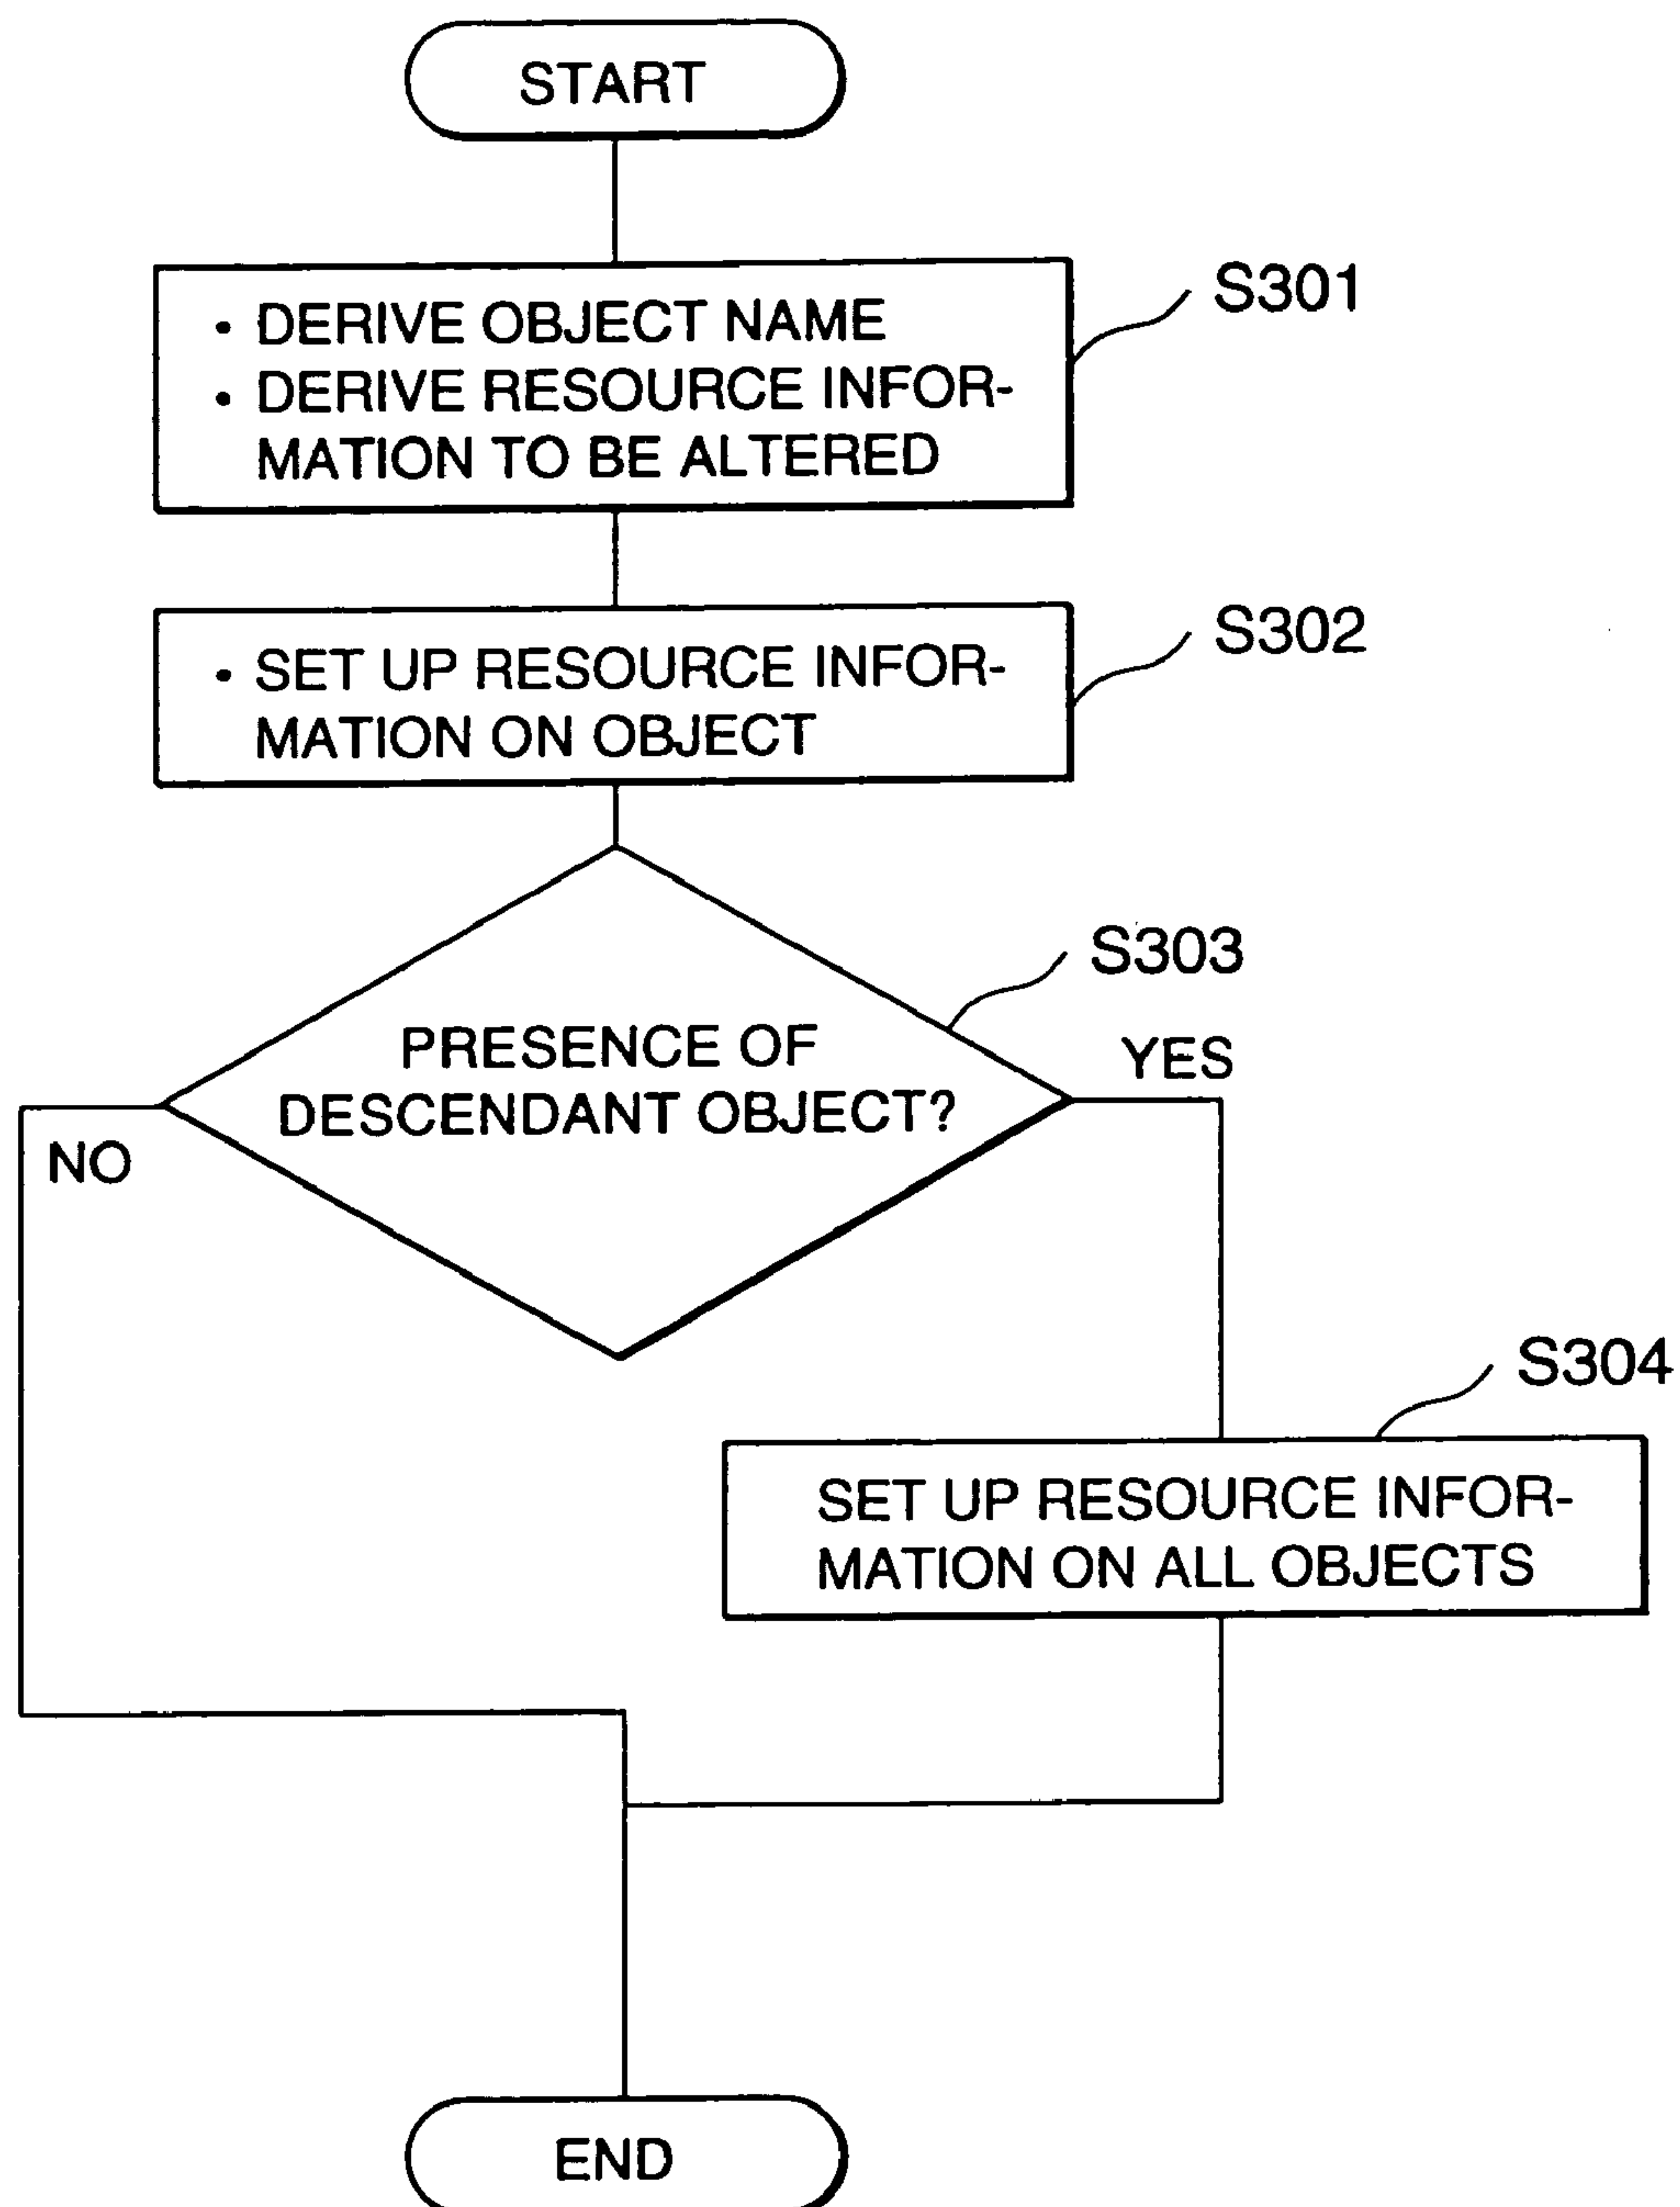 START
S301
• DERIVE OBJECT NAME
• DERIVE RESOURCE INFOR-
MATION TO BE ALTERED
S302
• SET UP RESOURCE INFOR-
MATION ON OBJECT
S303
PRESENCE OF
DESCENDANT OBJECT?
YES
NO
S304
SET UP RESOURCE INFOR-
MATION ON ALL OBJECTS
END